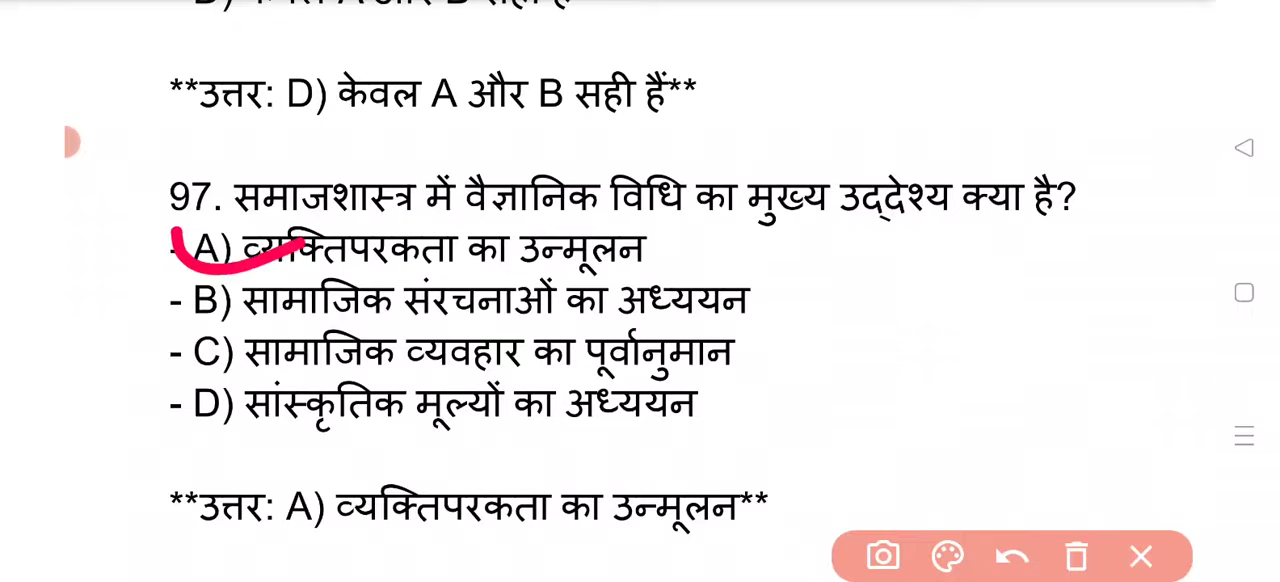 **उत्तर: D) केवल A और B सही हैं**
97. समाजशास्त्र में वैज्ञानिक विधि का मुख्य उद्देश्य क्या है?
- A) व्यक्तिपरकता का उन्मूलन
- B) सामाजिक संरचनाओं का अध्ययन
- C) सामाजिक व्यवहार का पूर्वानुमान
- D) सांस्कृतिक मूल्यों का अध्ययन
**उत्तर: A) व्यक्तिपरकता का उन्मूलन**